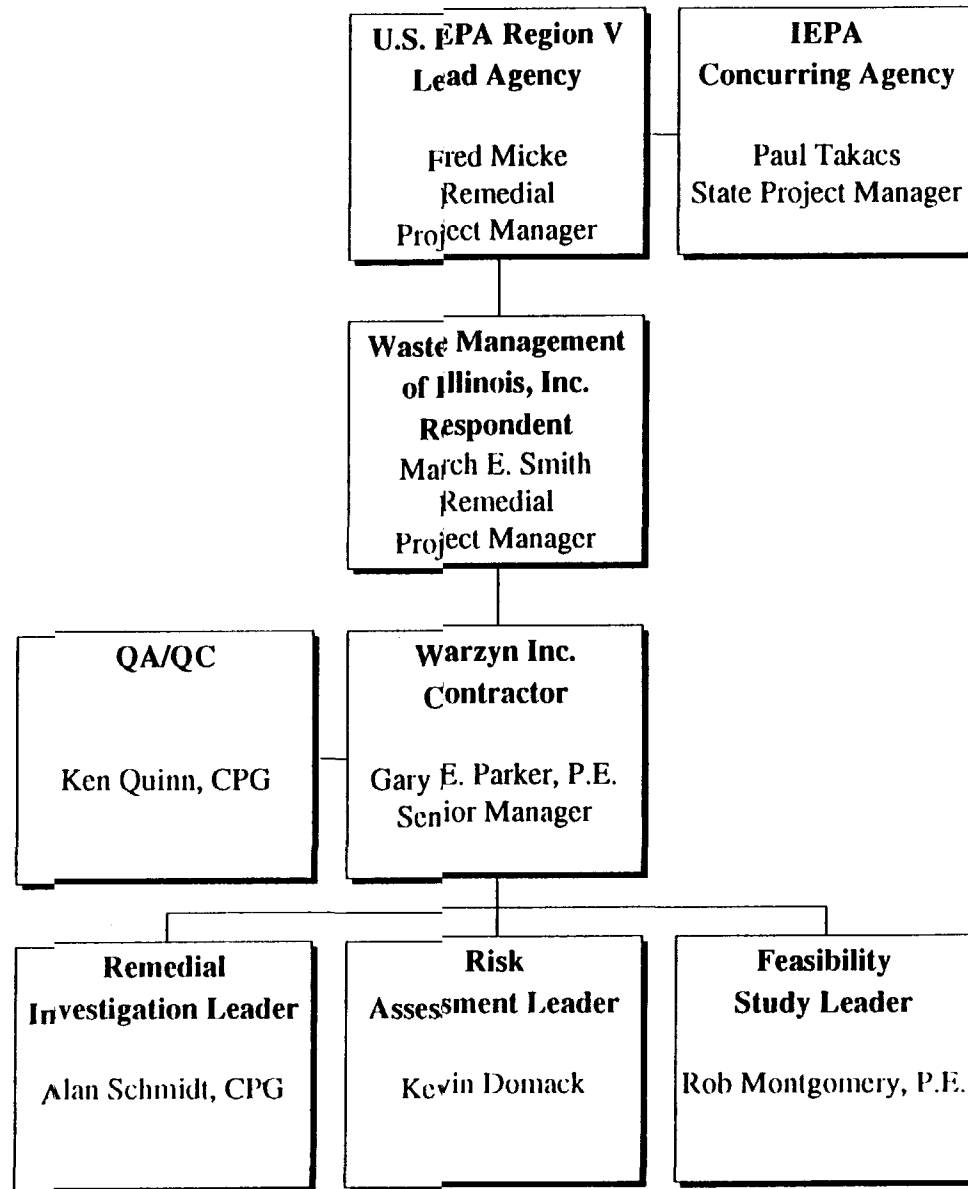 U.S. EPA Region V
Lead Agency
Fred Micke
Remedial
Project Manager
IEPA
Concurring Agency
Paul Takacs
State Project Manager
Waste Management
of Illinois, Inc.
Respondent
March E. Smith
Remedial
Project Manager
QA/QC
Ken Quinn, CPG
Warzyn Inc.
Contractor
Gary E. Parker, P.E.
Senior Manager
Remedial
Investigation Leader
Alan Schmidt, CPG
Risk
Assessment Leader
Kevin Domack
Feasibility
Study Leader
Rob Montgomery, P.E.